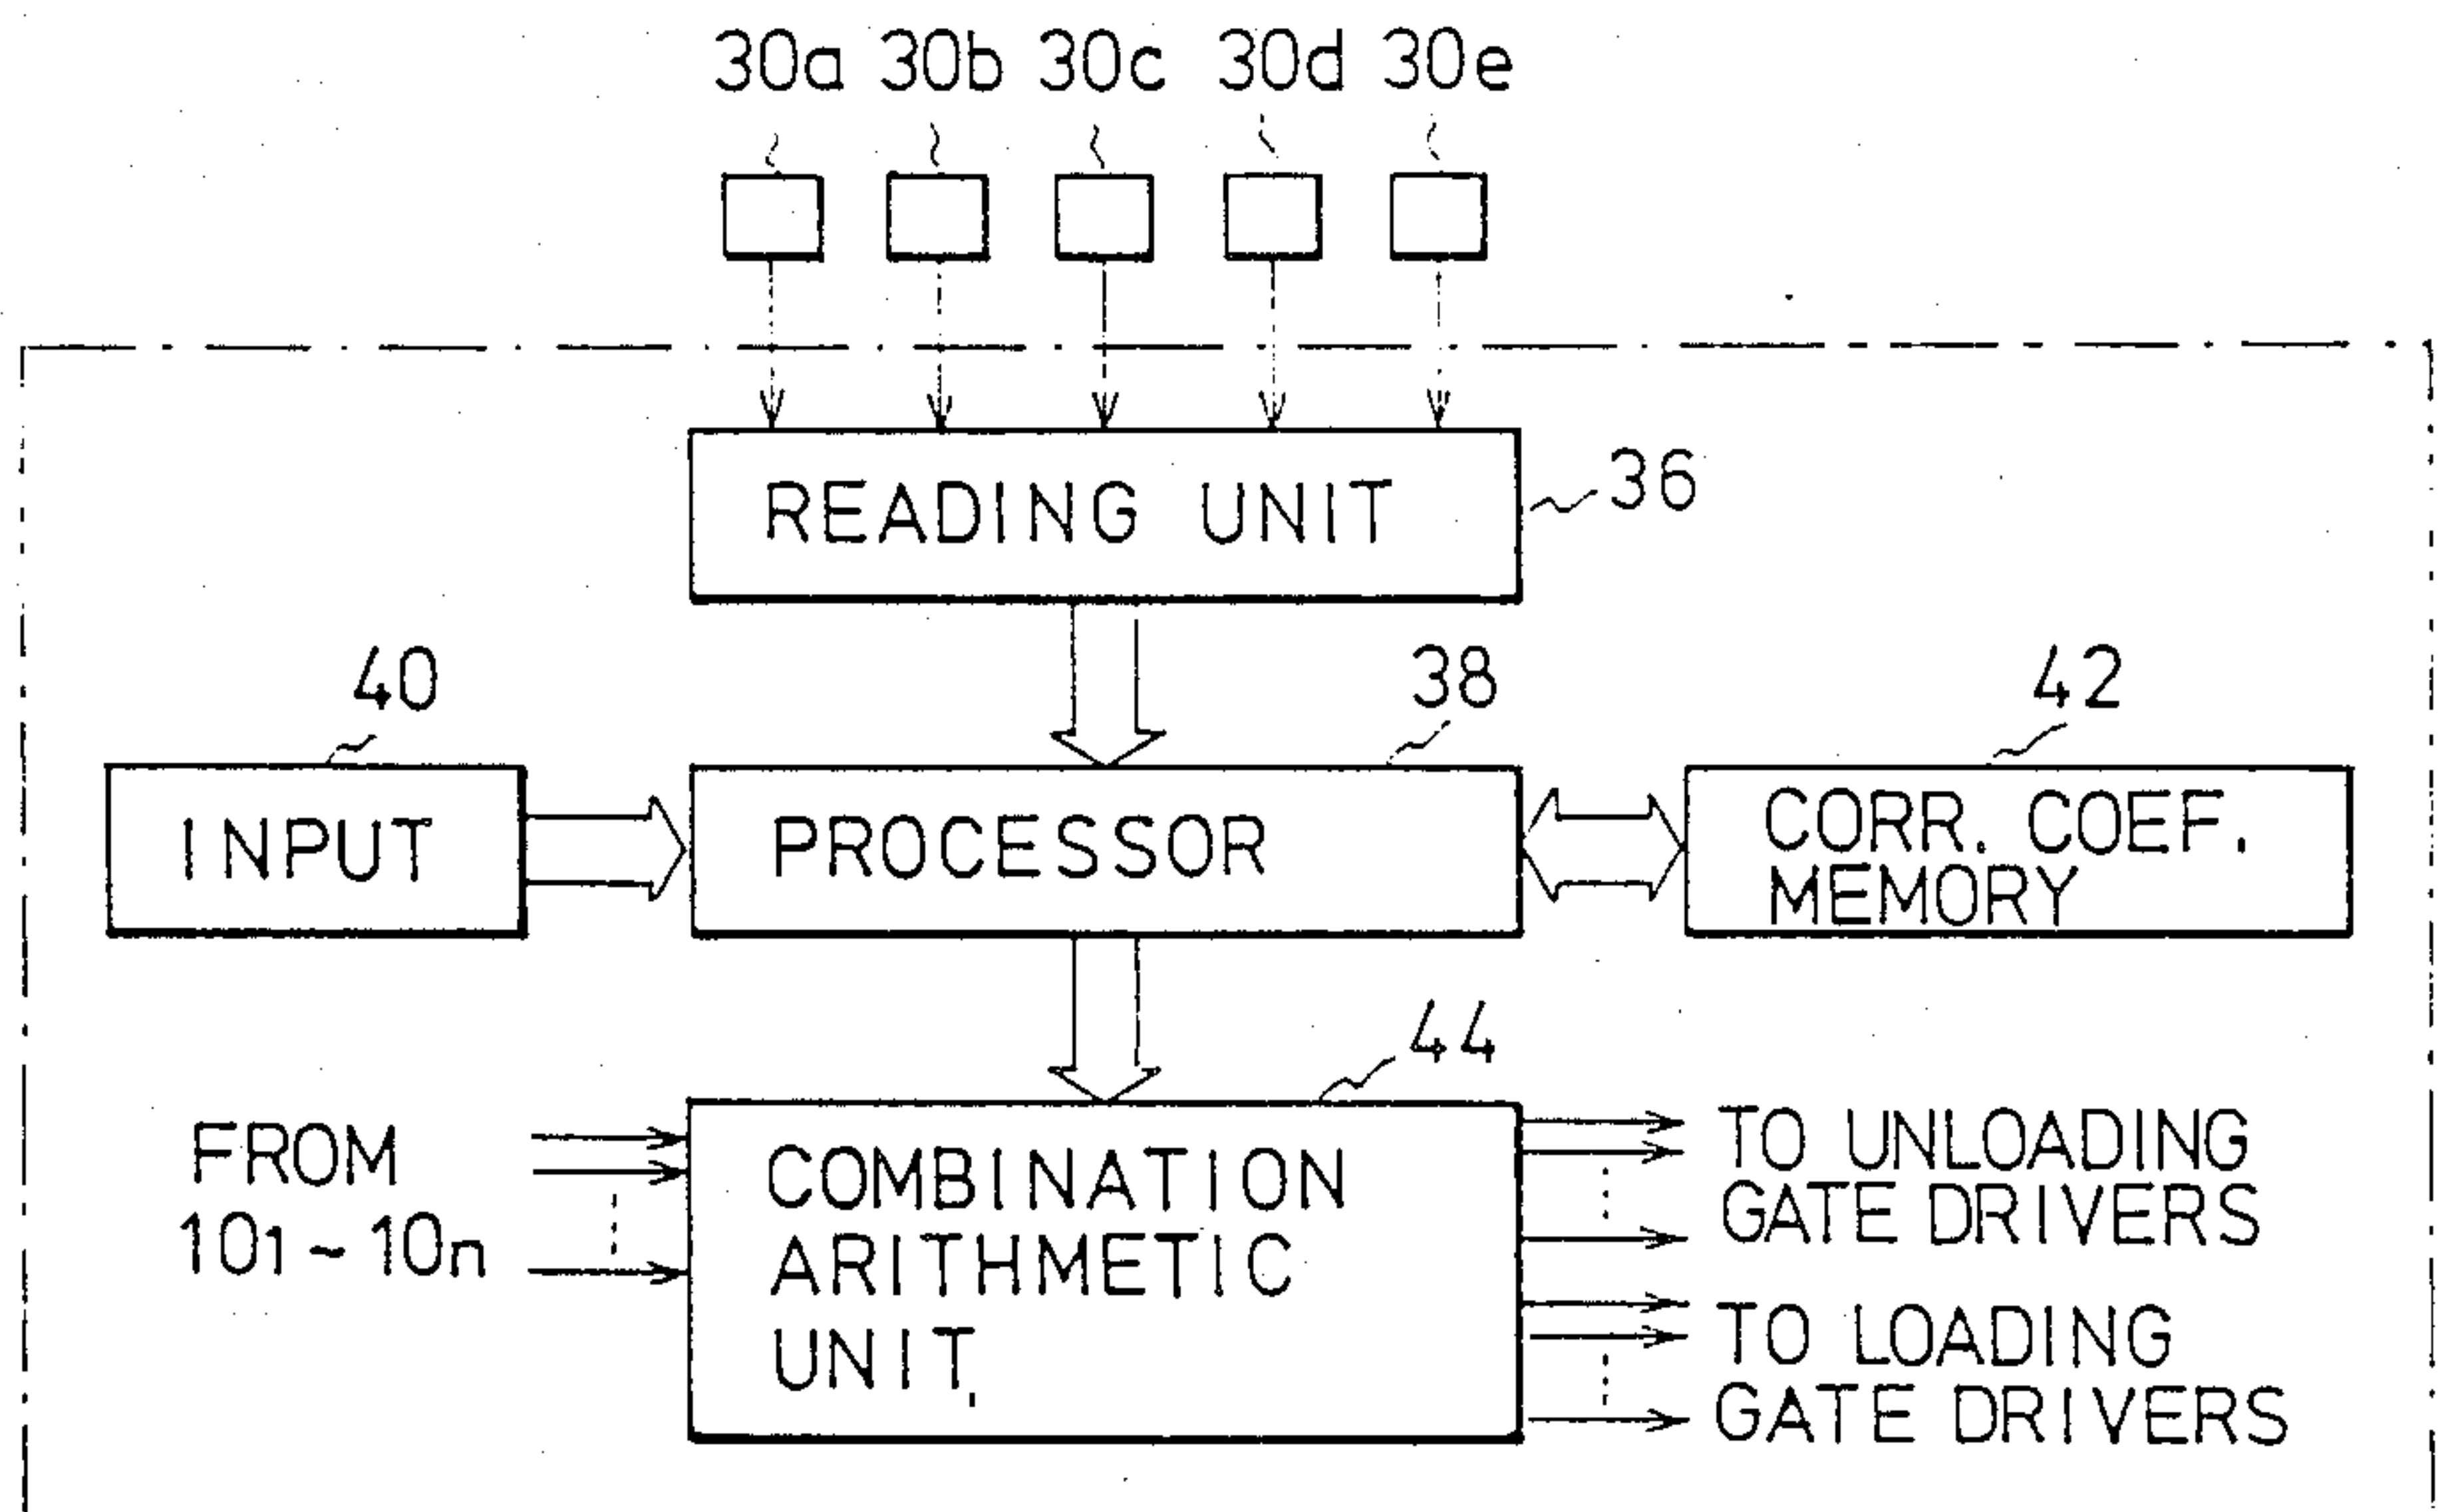 30a 30b 30c 30d 30e
READING UNIT
36
40
38
42
INPUT
PROCESSOR
CORR. COEF.
MEMORY
44
FROM
10₁ ~ 10n
COMBINATION
ARITHMETIC
UNIT
TO UNLOADING
GATE DRIVERS
TO LOADING
GATE DRIVERS